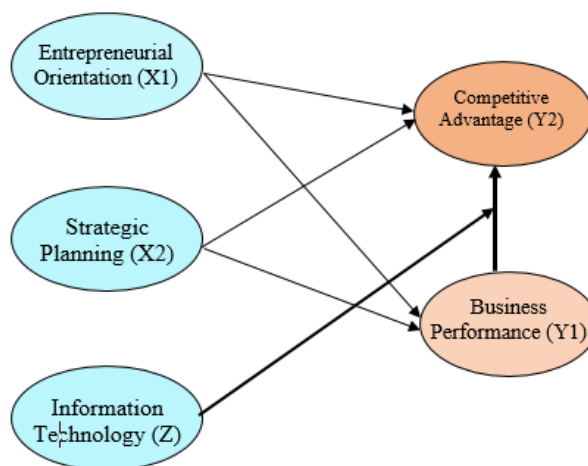 Entrepreneurial
Orientation (X1)
Competitive
Advantage (Y2)
Strategic
Planning (X2)
Business
Performance (Y1)
Information
Technology (Z)